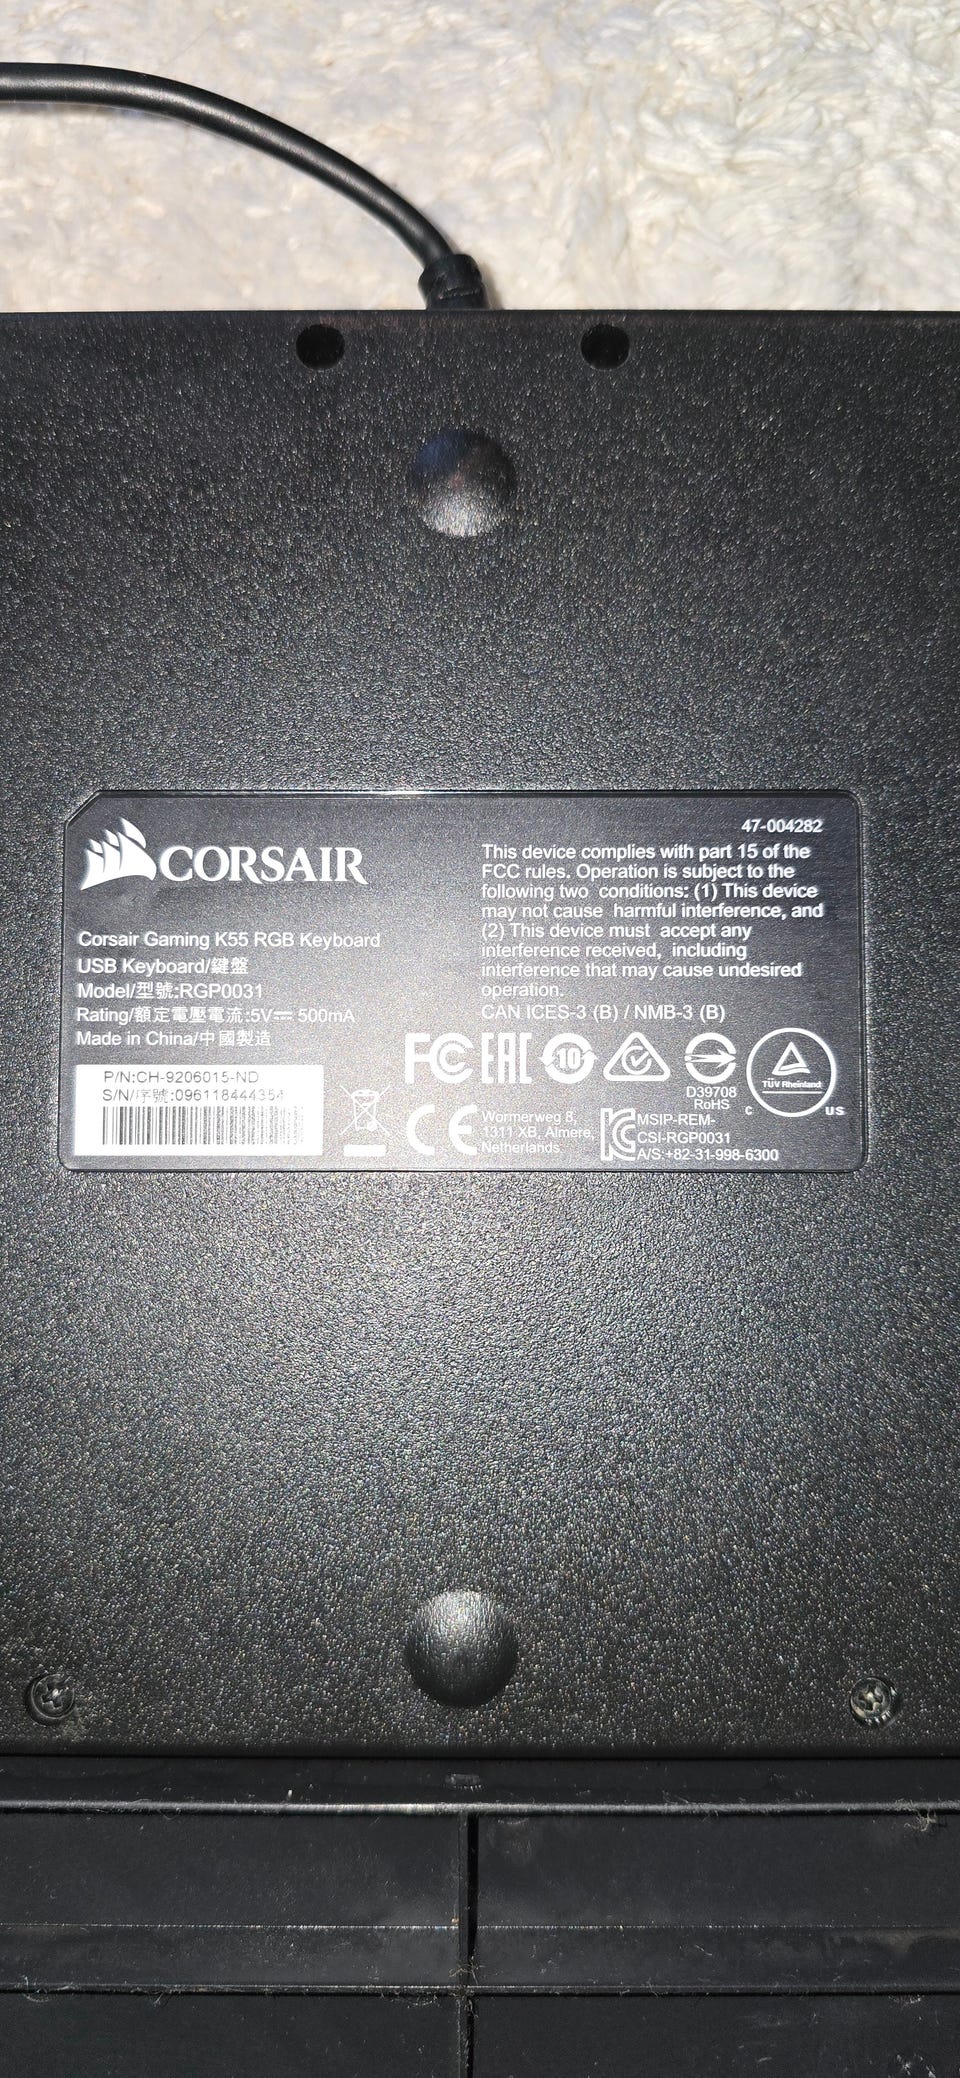 CORSAIR
Corsair Gaming K55 RGB Keyboard
USB Keyboard/鍵盤
Model/型號:RGP0031
Rating/額定電壓電流:5V⎓ 500mA
Made in China/中國製造
P/N:CH-9206015-ND
S/N/序號:096118444354
47-004282
This device complies with part 15 of the
FCC rules. Operation is subject to the
following two conditions: (1) This device
may not cause harmful interference, and
(2) This device must accept any
interference received, including
interference that may cause undesired
operation.
CAN ICES-3 (B) / NMB-3 (B)
FC EAC 10
D39708
RoHS
TÜV Rheinland
C US
CE
Wormerweg 8,
1311 XB, Almere,
Netherlands
KC
MSIP-REM-
CSI-RGP0031
A/S:+82-31-998-6300